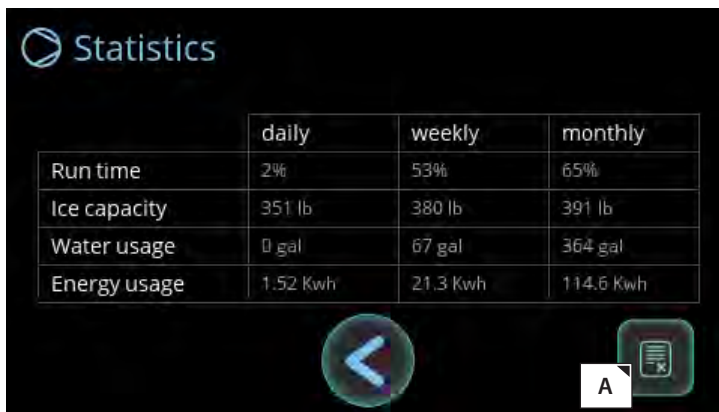 Statistics
daily weekly monthly
Run time 2% 53% 65%
Ice capacity 351 lb 380 lb 391 lb
Water usage 0 gal 67 gal 364 gal
Energy usage 1.52 Kwh 21.3 Kwh 114.6 Kwh
A